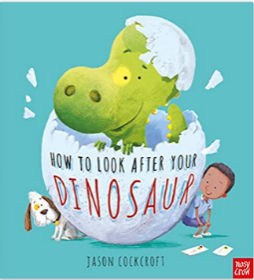 HOW TO LOOK AFTER YOUR
DINOSAUR
JASON COCKCROFT
nosy
crow